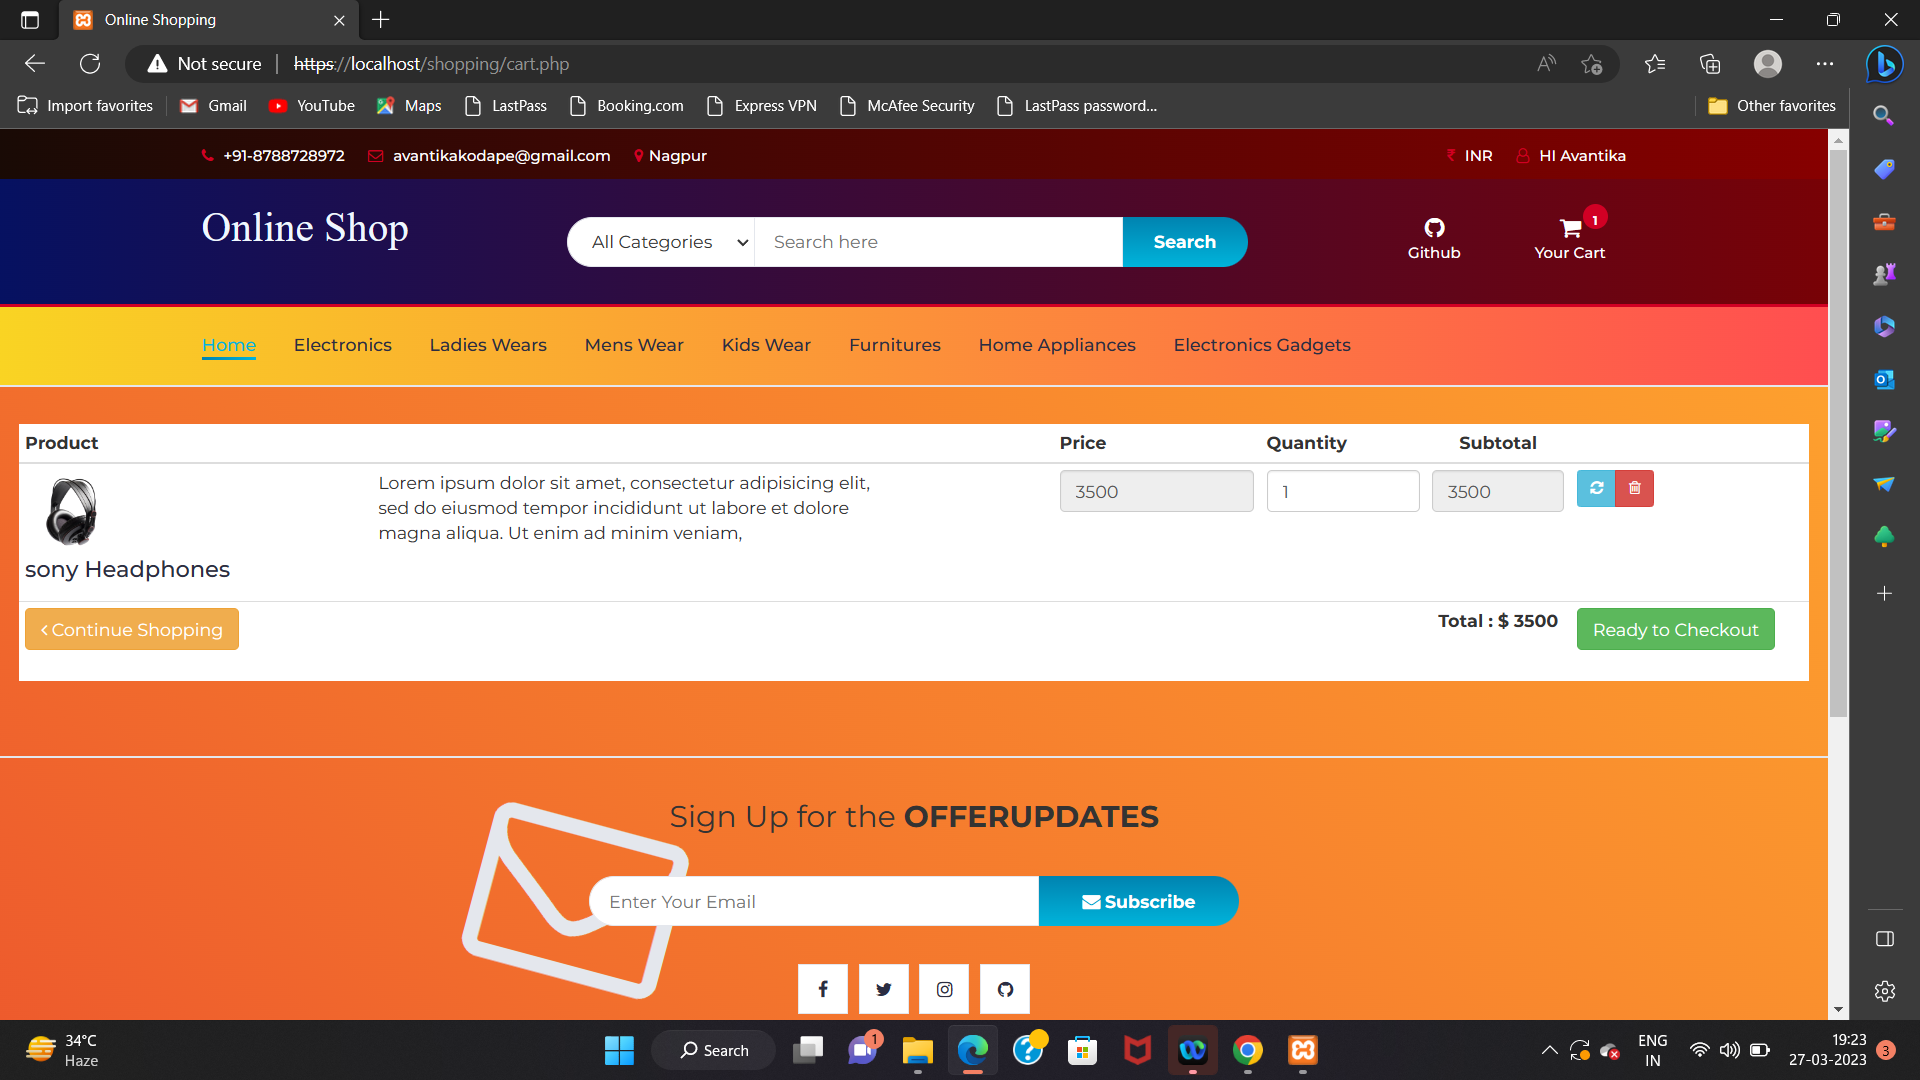 Online Shopping
Not secure | https://localhost/shopping/cart.php
Import favorites Gmail YouTube Maps LastPass Booking.com Express VPN McAfee Security LastPass password... Other favorites
+91-8788728972 avantikakodape@gmail.com Nagpur INR HI Avantika
Online Shop All Categories Search here Search Github 1 Your Cart
Home Electronics Ladies Wears Mens Wear Kids Wear Furnitures Home Appliances Electronics Gadgets
Product Price Quantity Subtotal
Lorem ipsum dolor sit amet, consectetur adipisicing elit,
sed do eiusmod tempor incididunt ut labore et dolore
magna aliqua. Ut enim ad minim veniam,
3500 1 3500
sony Headphones
Continue Shopping Total : $ 3500 Ready to Checkout
Sign Up for the OFFERUPDATES
Enter Your Email Subscribe
34°C
Haze
Search
1
ENG
IN
19:23
27-03-2023
3